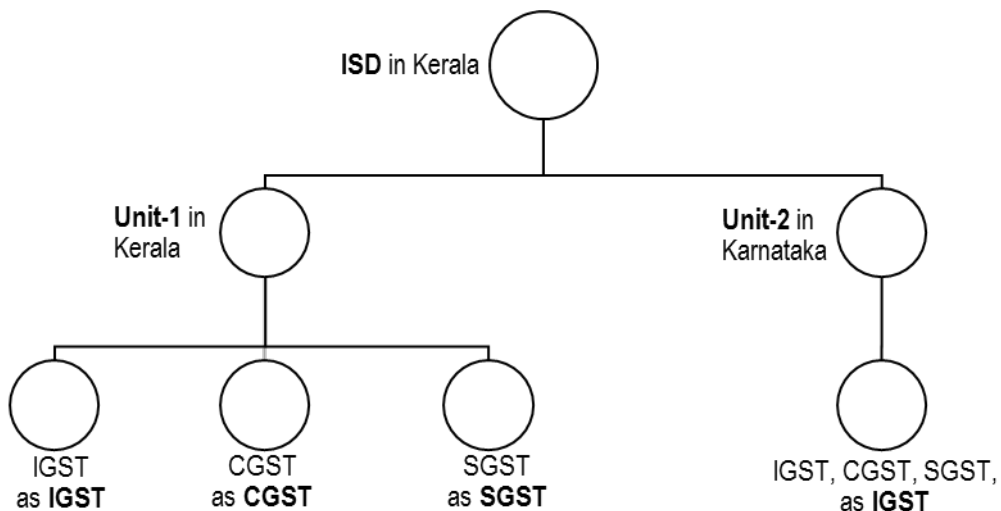 ISD in Kerala
Unit-1 in
Kerala
Unit-2 in
Karnataka
IGST
as IGST
CGST
as CGST
SGST
as SGST
IGST, CGST, SGST,
as IGST